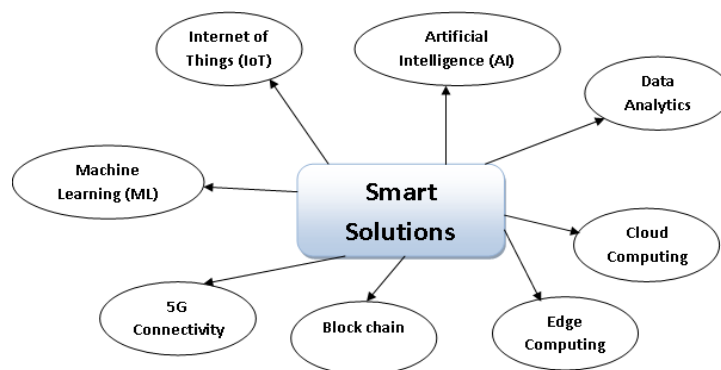 Internet of
Things (IoT)
Artificial
Intelligence (AI)
Data
Analytics
Machine
Learning (ML)
Smart
Solutions
Cloud
Computing
5G
Connectivity
Block chain
Edge
Computing